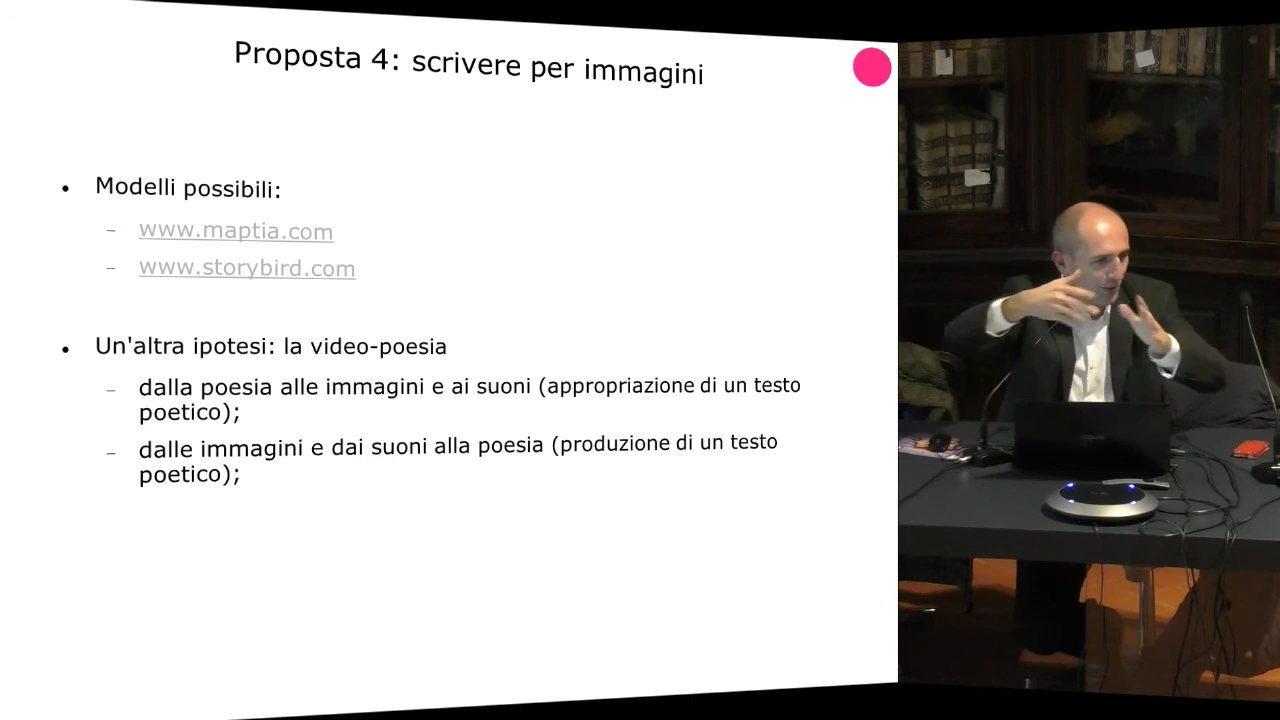 Proposta 4: scrivere per immagini
• Modelli possibili:
– www.maptia.com
– www.storybird.com
• Un'altra ipotesi: la video-poesia
– dalla poesia alle immagini e ai suoni (appropriazione di un testo
poetico);
– dalle immagini e dai suoni alla poesia (produzione di un testo
poetico);